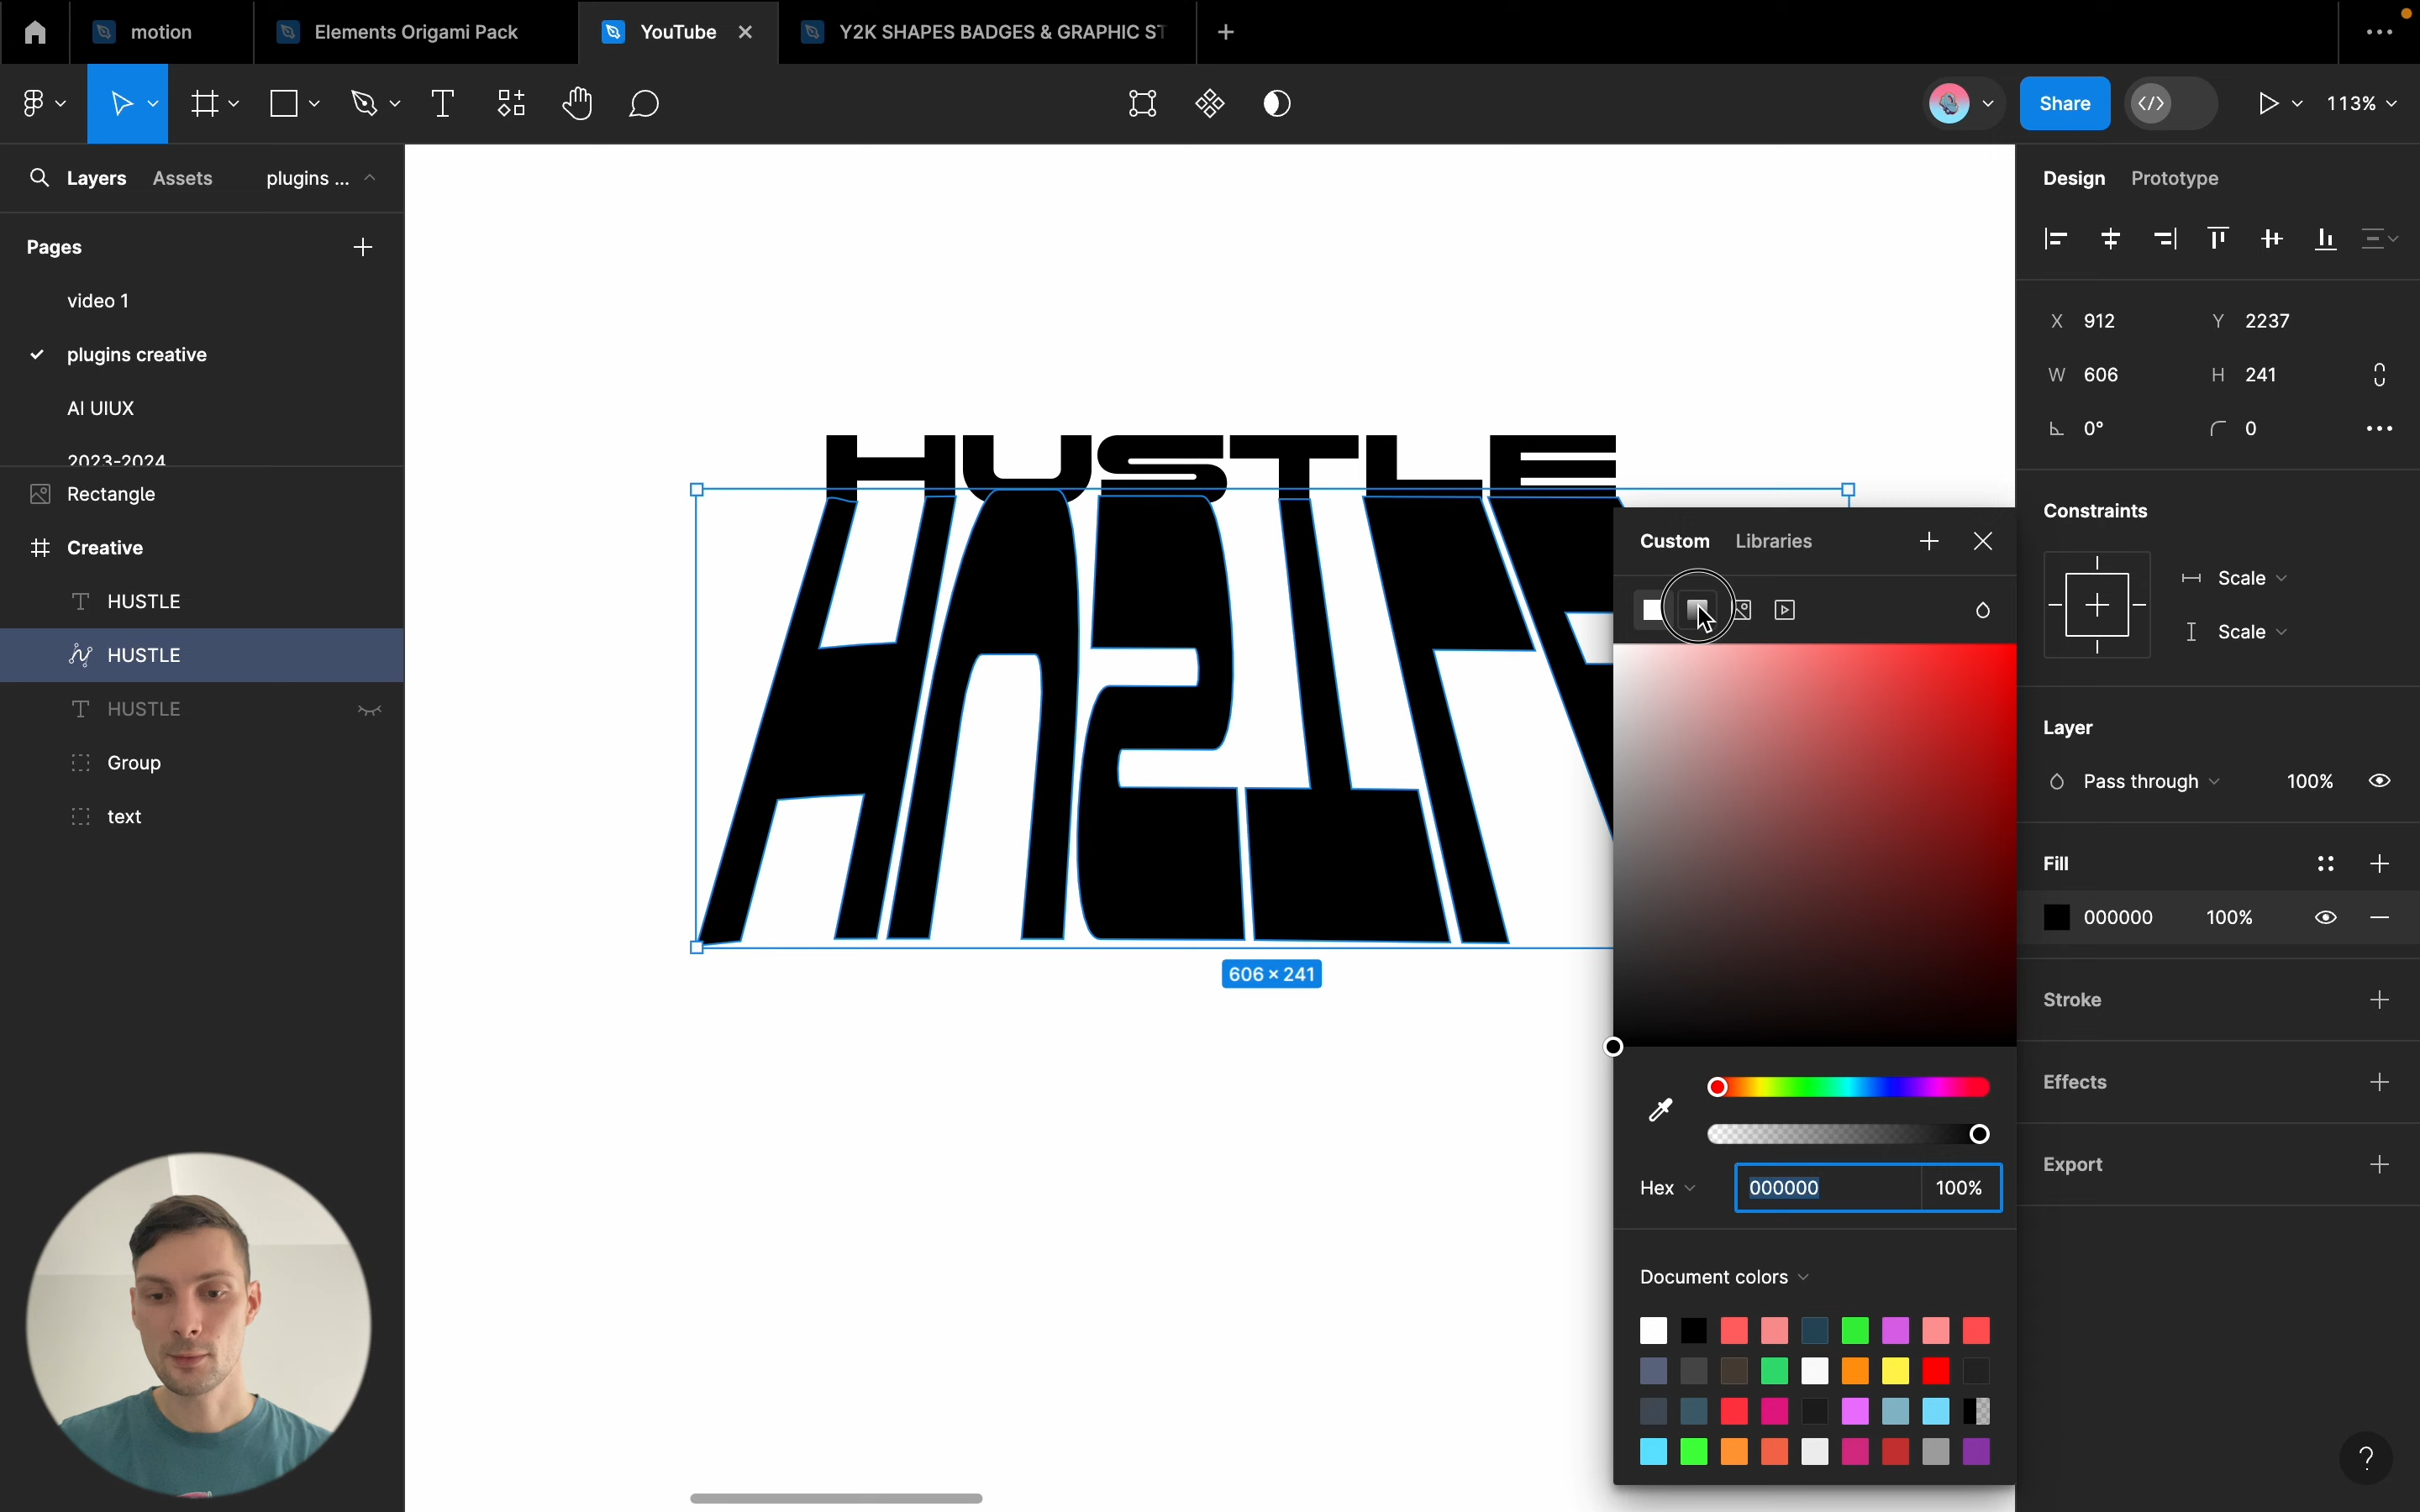 motion
Elements Origami Pack
YouTube
Y2K SHAPES BADGES & GRAPHIC ST
Share
113%
Layers
Assets
plugins ...
Pages
video 1
plugins creative
AI UIUX
2023-2024
Rectangle
Creative
HUSTLE
HUSTLE
HUSTLE
Group
text
HUSTLE
606 × 241
Custom
Libraries
Hex
000000
100%
Document colors
Design
Prototype
X 912
Y 2237
W 606
H 241
0°
0
Constraints
Scale
Scale
Layer
Pass through
100%
Fill
000000
100%
Stroke
Effects
Export
?